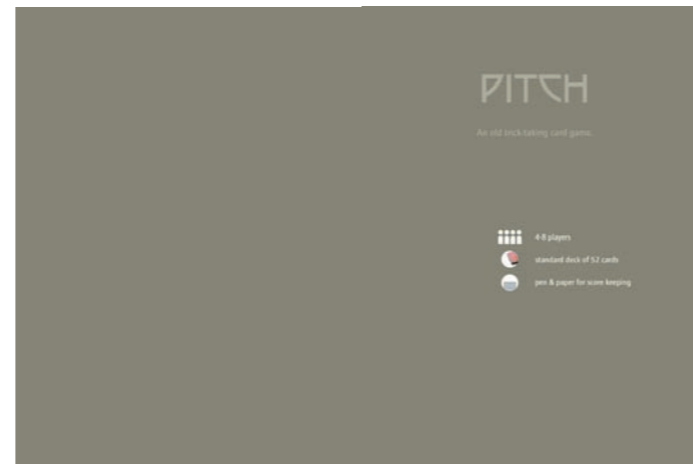 PITCH
An old trick-taking card game.
4-8 players
standard deck of 52 cards
pen & paper for score keeping